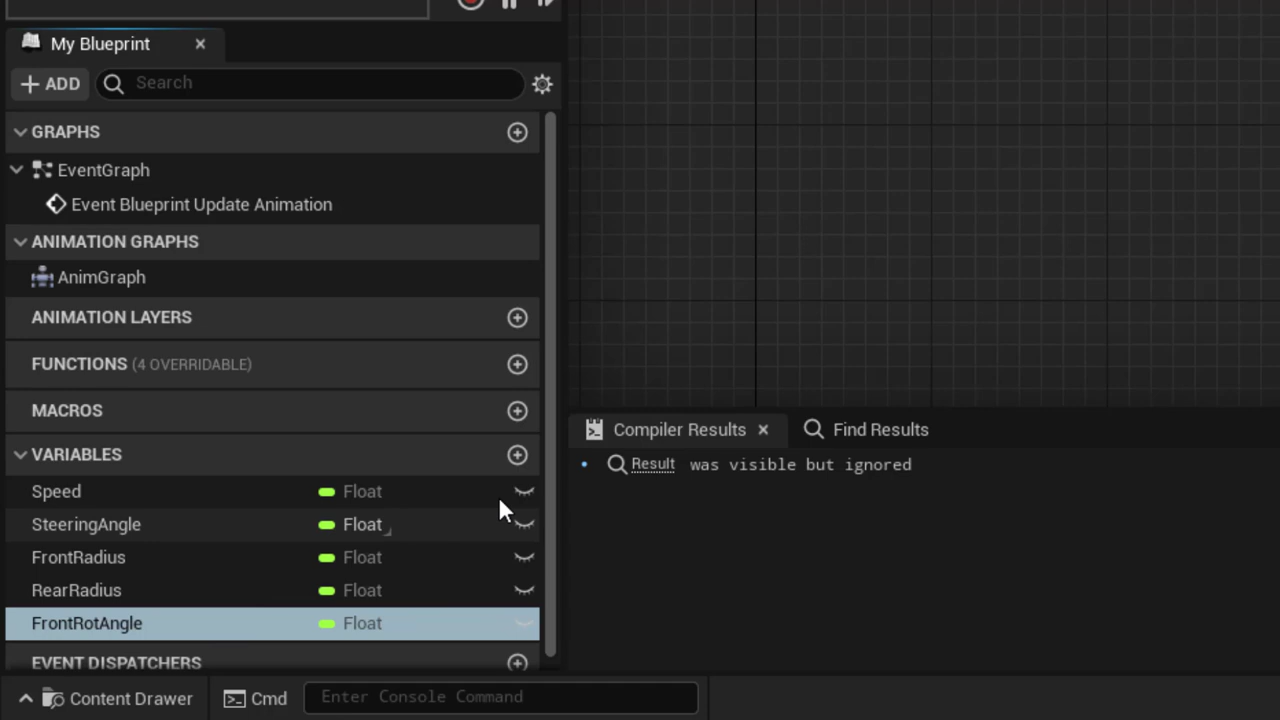 My Blueprint
ADD
Search
GRAPHS
EventGraph
Event Blueprint Update Animation
ANIMATION GRAPHS
AnimGraph
ANIMATION LAYERS
FUNCTIONS (4 OVERRIDABLE)
MACROS
VARIABLES
Speed Float
SteeringAngle Float
FrontRadius Float
RearRadius Float
FrontRotAngle Float
EVENT DISPATCHERS
Compiler Results Find Results
Result was visible but ignored
Content Drawer Cmd Enter Console Command